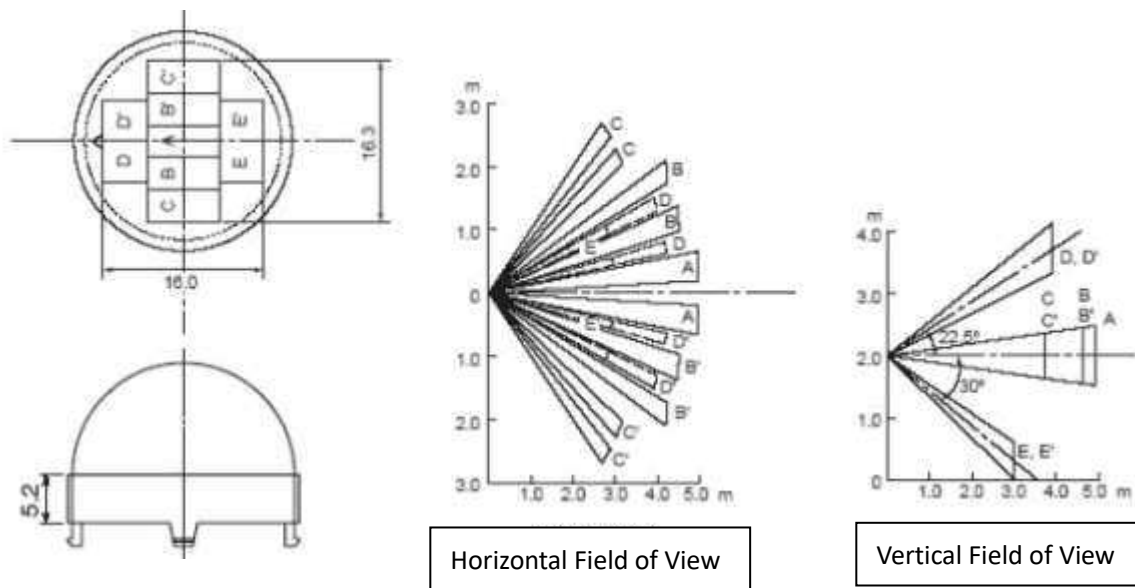 C'
B'
D'
E'
A
D
E
B
C
16.3
16.0
5.2
m
3.0
2.0
1.0
0
1.0
2.0
3.0
C
C
B
D
B
E
D
A
A
E'
D'
B'
D'
B'
C'
C'
1.0 2.0 3.0 4.0 5.0 m
Horizontal Field of View
m
4.0
3.0
2.0
1.0
0
D, D'
C
C'
B
B'
A
22.5°
30°
E, E'
1.0 2.0 3.0 4.0 5.0 m
Vertical Field of View